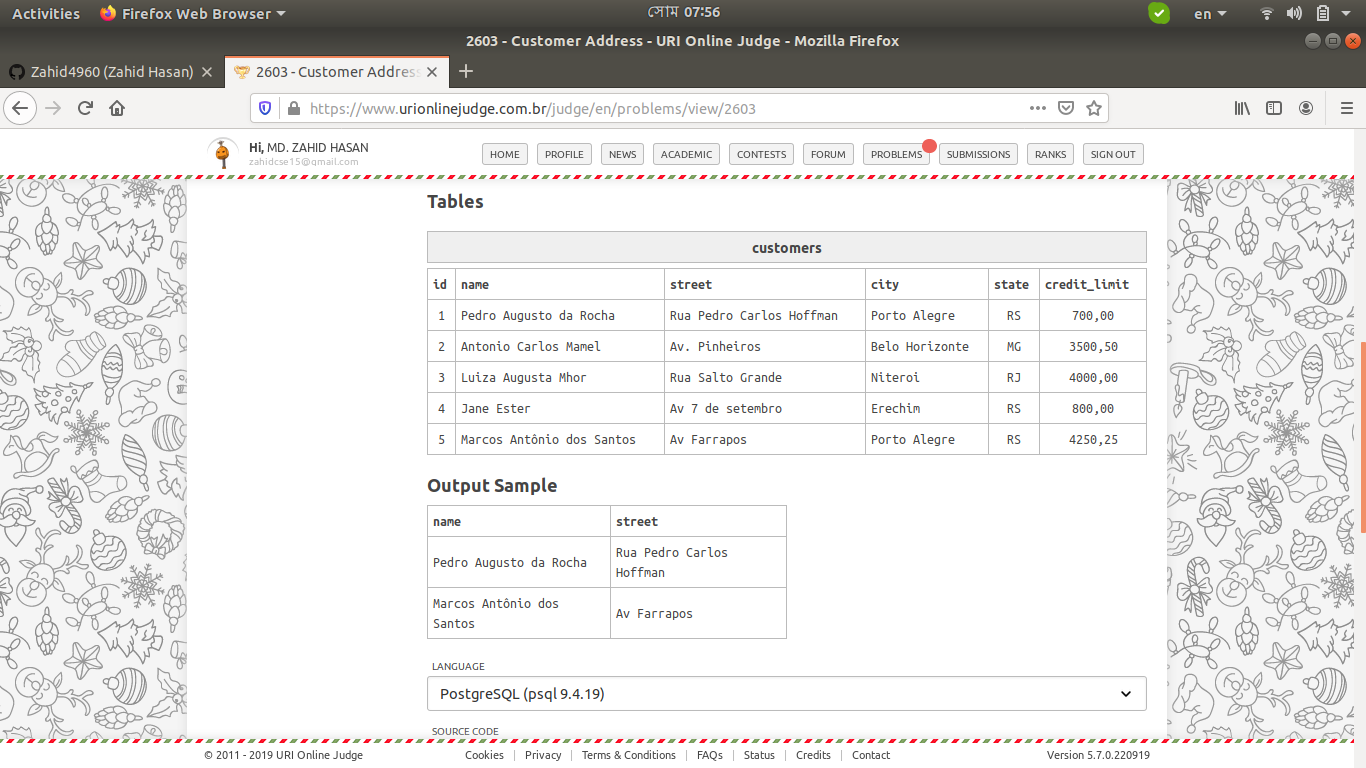 Activities Firefox Web Browser সোম 07:56 en
2603 - Customer Address - URI Online Judge - Mozilla Firefox
Zahid4960 (Zahid Hasan) 2603 - Customer Address
https://www.urionlinejudge.com.br/judge/en/problems/view/2603
Hi, MD. ZAHID HASAN
zahidcse15@gmail.com
HOME PROFILE NEWS ACADEMIC CONTESTS FORUM PROBLEMS SUBMISSIONS RANKS SIGN OUT
Tables
customers
id name street city state credit_limit
1 Pedro Augusto da Rocha Rua Pedro Carlos Hoffman Porto Alegre RS 700,00
2 Antonio Carlos Mamel Av. Pinheiros Belo Horizonte MG 3500,50
3 Luiza Augusta Mhor Rua Salto Grande Niteroi RJ 4000,00
4 Jane Ester Av 7 de setembro Erechim RS 800,00
5 Marcos Antônio dos Santos Av Farrapos Porto Alegre RS 4250,25
Output Sample
name street
Pedro Augusto da Rocha Rua Pedro Carlos
Hoffman
Marcos Antônio dos
Santos Av Farrapos
LANGUAGE
PostgreSQL (psql 9.4.19)
SOURCE CODE
© 2011 - 2019 URI Online Judge Cookies Privacy Terms & Conditions FAQs Status Credits Contact Version 5.7.0.220919